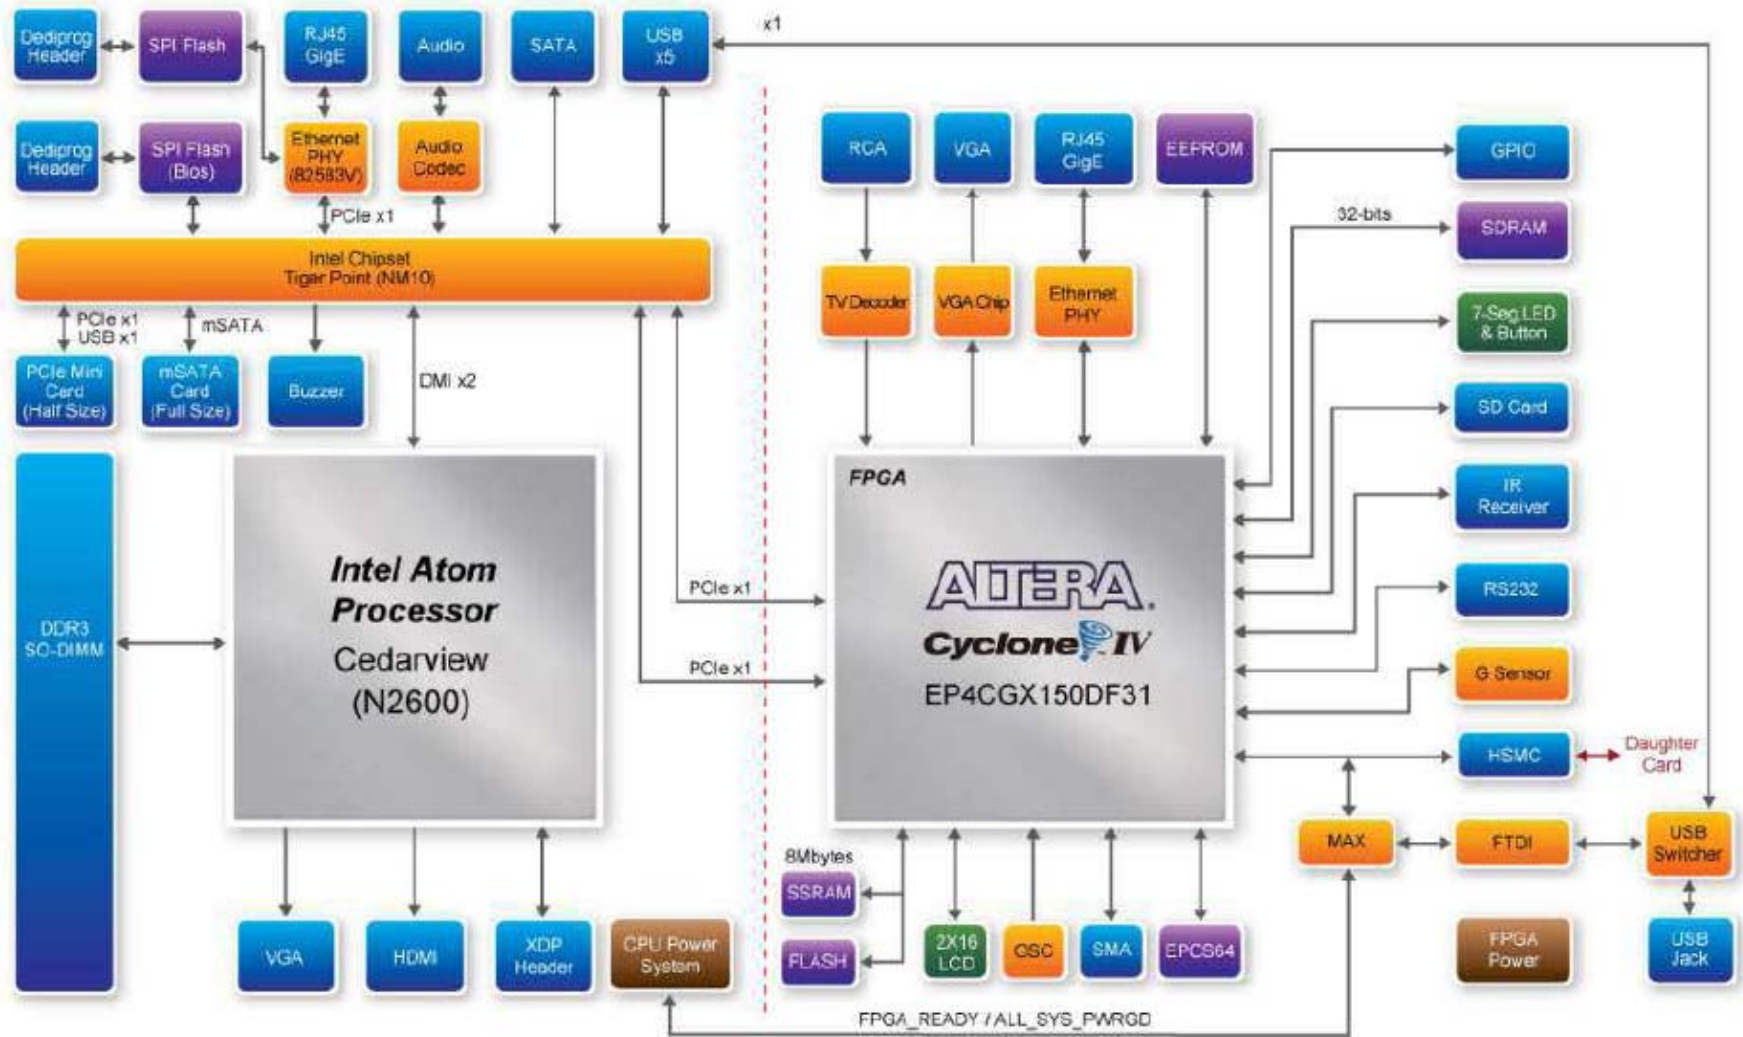 Dediprog
Header
SPI Flash
RJ45
GigE
Audio
SATA
USB
x5
x1
Dediprog
Header
SPI Flash
(Bios)
Ethernet
PHY
(82583V)
Audio
Codec
PCIe x1
Intel Chipset
Tiger Point (NM10)
PCIe x1
USB x1
mSATA
PCIe Mini
Card
(Half Size)
mSATA
Card
(Full Size)
Buzzer
DMI x2
DDR3
SO-DIMM
Intel Atom
Processor
Cedarview
(N2600)
PCIe x1
PCIe x1
VGA
HDMI
XDP
Header
CPU Power
System
RCA
VGA
RJ45
GigE
EEPROM
TV Decoder
VGA Chip
Ethernet
PHY
FPGA
ALTERA.
Cyclone IV
EP4CGX150DF31
GPIO
32-bits
SDRAM
7-Seg,LED
& Button
SD Card
IR
Receiver
RS232
G Sensor
HSMC
Daughter
Card
MAX
FTDI
USB
Switcher
8Mbytes
SSRAM
FLASH
2X16
LCD
OSC
SMA
EPCS64
FPGA
Power
USB
Jack
FPGA_READY / ALL_SYS_PWRGD